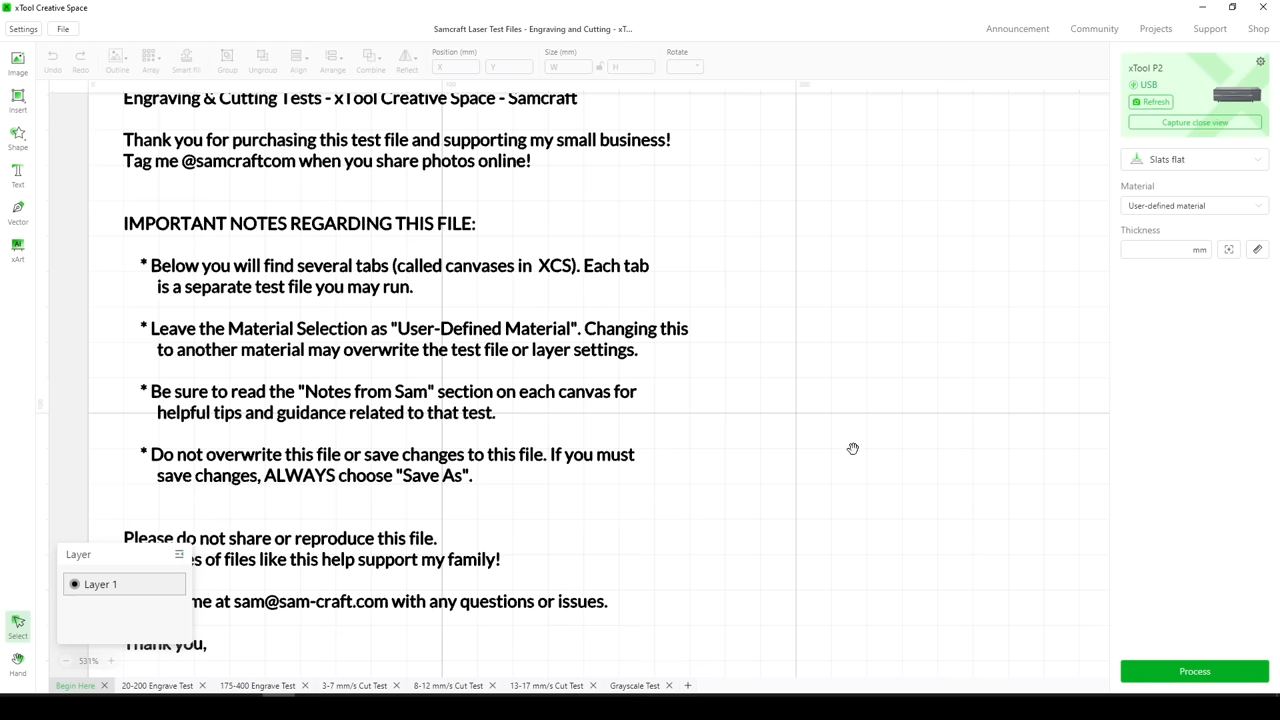 xTool Creative Space
Settings File Samcraft Laser Test Files - Engraving and Cutting - xT... Announcement Community Projects Support Shop
Undo Redo Outline Array Smart fill Group Ungroup Align Arrange Combine Reflect
Position (mm) Size (mm) Rotate
X Y W H °
0 100 200
Image
Insert
Shape
Text
Vector
AI
xArt
Select
Hand
Engraving & Cutting Tests - xTool Creative Space - Samcraft
Thank you for purchasing this test file and supporting my small business!
Tag me @samcraftcom when you share photos online!
IMPORTANT NOTES REGARDING THIS FILE:
* Below you will find several tabs (called canvases in XCS). Each tab
is a separate test file you may run.
* Leave the Material Selection as "User-Defined Material". Changing this
to another material may overwrite the test file or layer settings.
* Be sure to read the "Notes from Sam" section on each canvas for
helpful tips and guidance related to that test.
* Do not overwrite this file or save changes to this file. If you must
save changes, ALWAYS choose "Save As".
Please do not share or reproduce this file.
of files like this help support my family!
me at sam@sam-craft.com with any questions or issues.
Thank you,
Layer
Layer 1
531%
Begin Here 20-200 Engrave Test 175-400 Engrave Test 3-7 mm/s Cut Test 8-12 mm/s Cut Test 13-17 mm/s Cut Test Grayscale Test
xTool P2
USB
Refresh
Capture close view
Slats flat
Material
User-defined material
Thickness
mm
Process